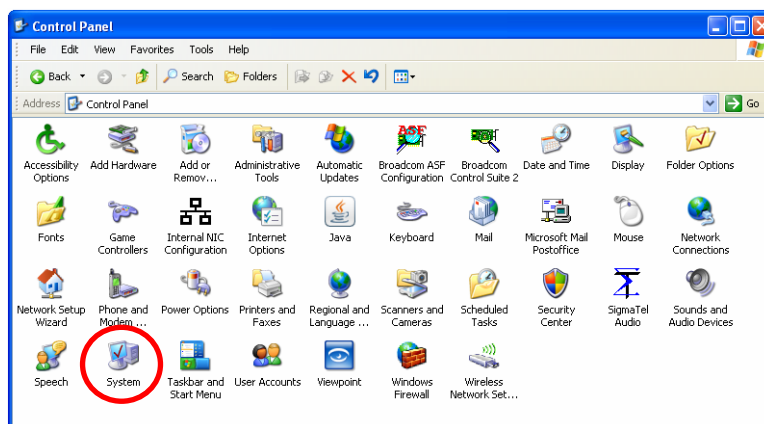 Control Panel
File Edit View Favorites Tools Help
Back Search Folders
Address Control Panel Go
ASF
Accessibility Options
Add Hardware
Add or Remov...
Administrative Tools
Automatic Updates
Broadcom ASF Configuration
Broadcom Control Suite 2
Date and Time
Display
Folder Options
Fonts
Game Controllers
Internal NIC Configuration
Internet Options
Java
Keyboard
Mail
Microsoft Mail Postoffice
Mouse
Network Connections
Network Setup Wizard
Phone and Modem ...
Power Options
Printers and Faxes
Regional and Language ...
Scanners and Cameras
Scheduled Tasks
Security Center
SigmaTel Audio
Sounds and Audio Devices
Speech
System
Taskbar and Start Menu
User Accounts
Viewpoint
Windows Firewall
Wireless Network Set...